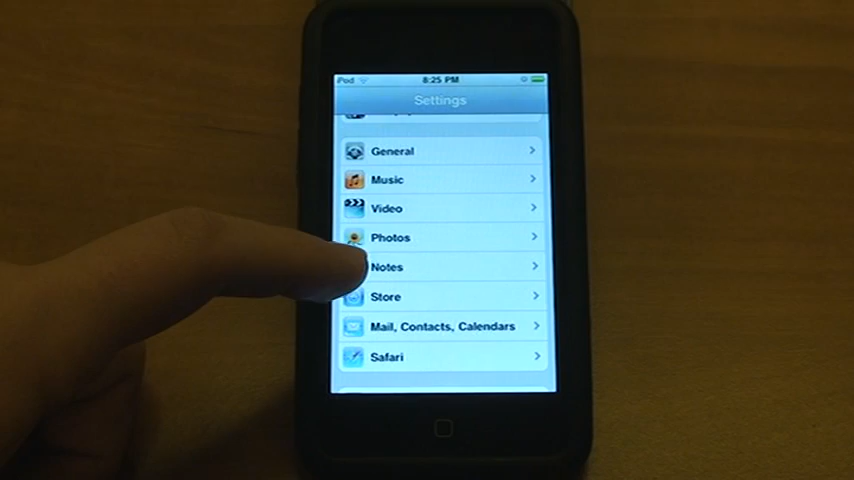 iPod 8:25 PM
Settings
General
Music
Video
Photos
Notes
Store
Mail, Contacts, Calendars
Safari